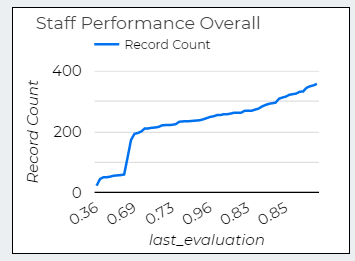 Staff Performance Overall
Record Count
Record Count
400
200
0
0.36 0.69 0.73 0.96 0.83 0.85
last_evaluation